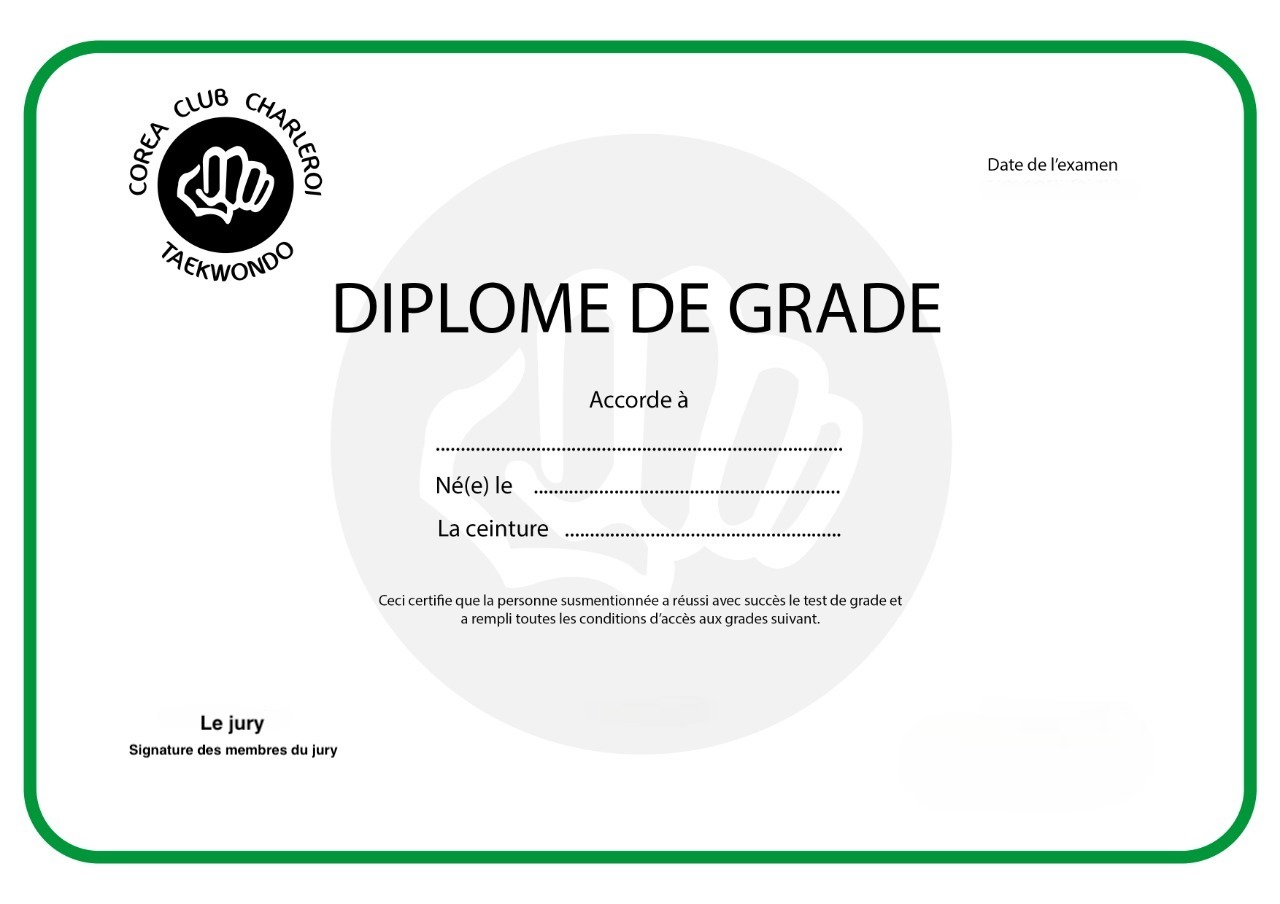 COREA CLUB CHARLEROI
TAEKWONDO
Date de l'examen
DIPLOME DE GRADE
Accorde à
..................................................................................
Né(e) le ..............................................................
La ceinture ........................................................
Ceci certifie que la personne susmentionnée a réussi avec succès le test de grade et
a rempli toutes les conditions d'accès aux grades suivant.
Le jury
Signature des membres du jury